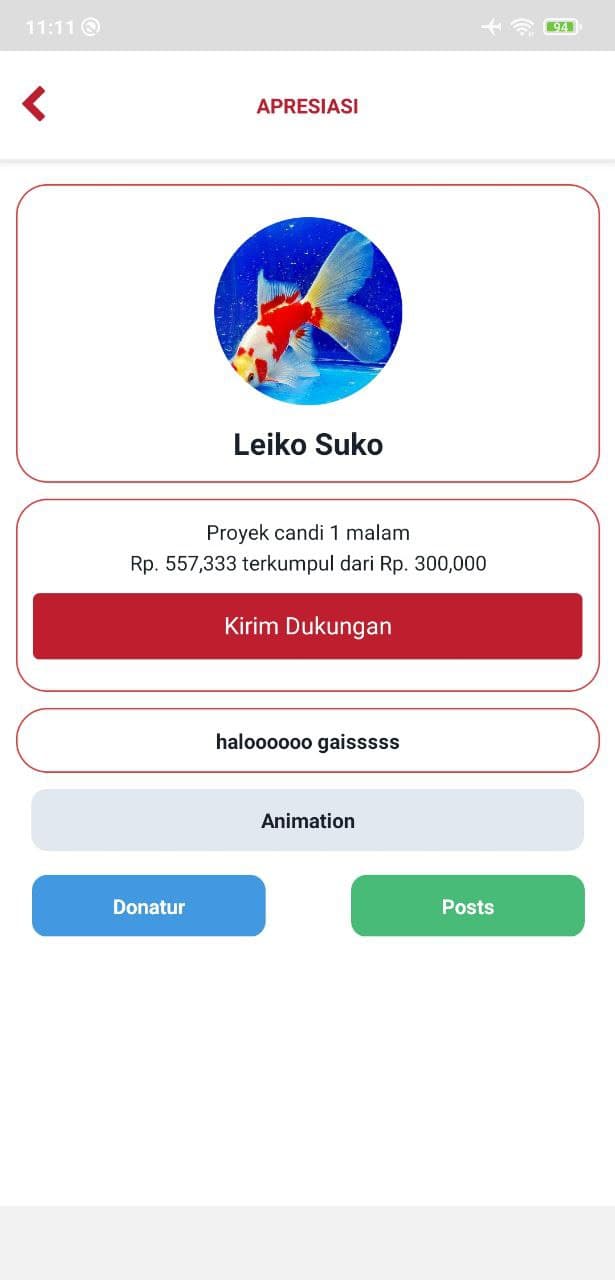 11:11
94
APRESIASI
Leiko Suko
Proyek candi 1 malam
Rp. 557,333 terkumpul dari Rp. 300,000
Kirim Dukungan
haloooooo gaisssss
Animation
Donatur
Posts